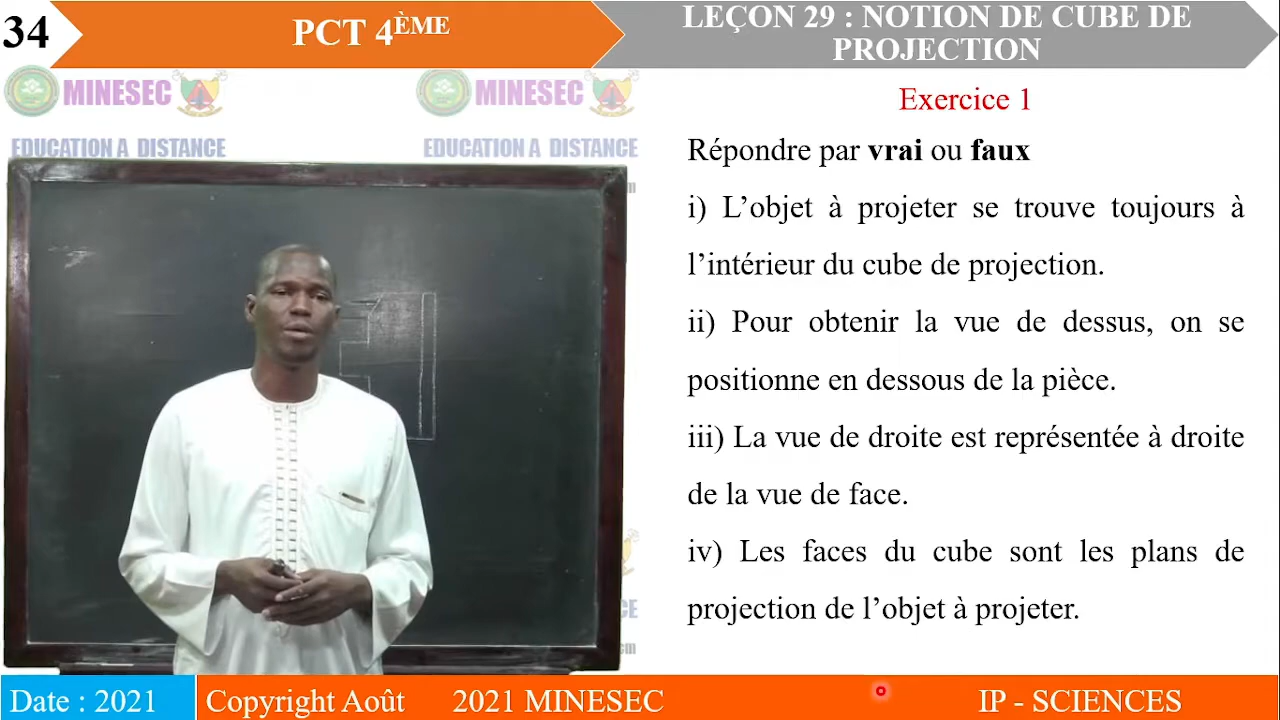 34
PCT 4ÈME
LEÇON 29 : NOTION DE CUBE DE
PROJECTION
MINESEC
MINESEC
EDUCATION A DISTANCE
EDUCATION A DISTANCE
Exercice 1
Répondre par vrai ou faux
i) L’objet à projeter se trouve toujours à
l’intérieur du cube de projection.
ii) Pour obtenir la vue de dessus, on se
positionne en dessous de la pièce.
iii) La vue de droite est représentée à droite
de la vue de face.
iv) Les faces du cube sont les plans de
projection de l’objet à projeter.
Date : 2021
Copyright Août 2021 MINESEC
IP - SCIENCES